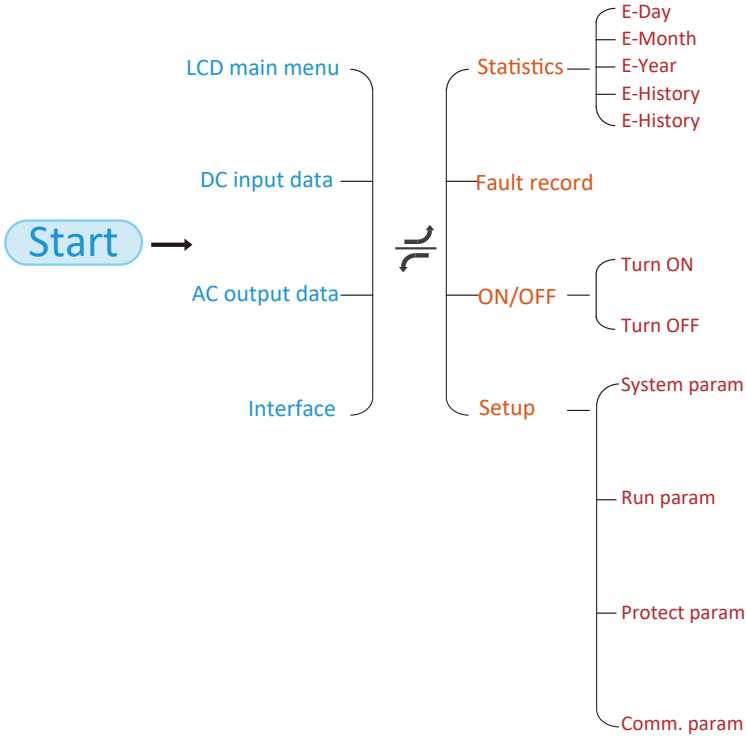 Start
LCD main menu
DC input data
AC output data
Interface
Statistics
E-Day
E-Month
E-Year
E-History
E-History
Fault record
ON/OFF
Turn ON
Turn OFF
Setup
System param
Run param
Protect param
Comm. param